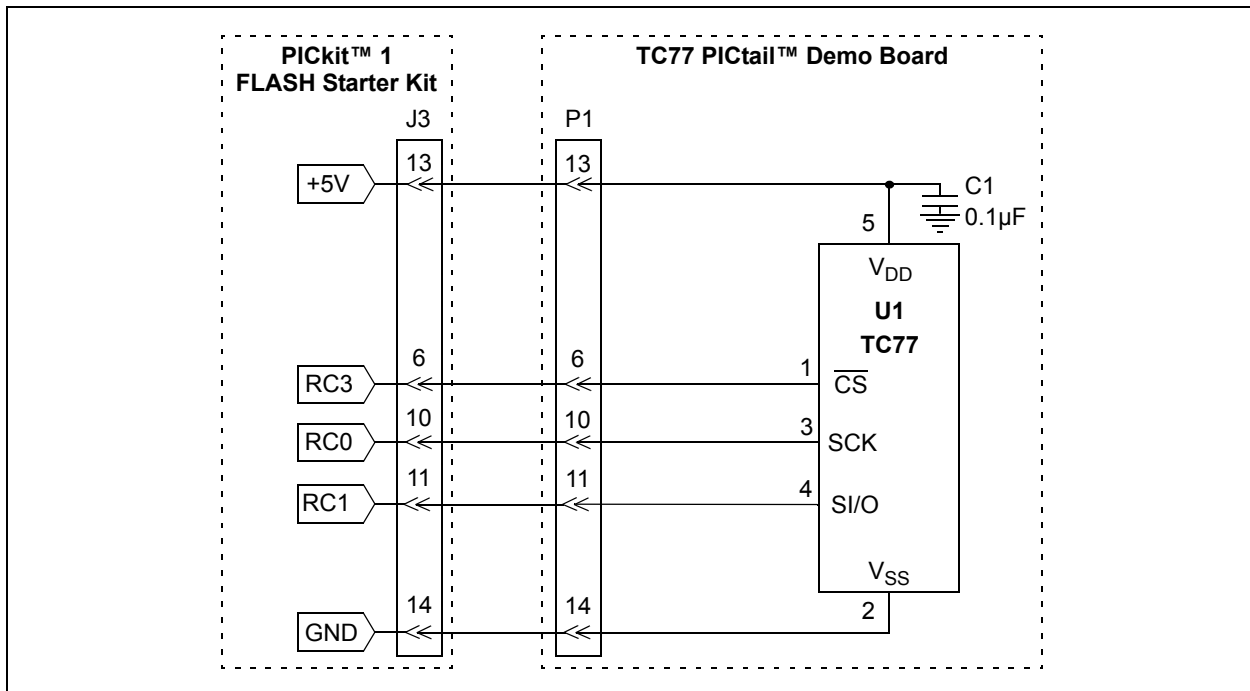 PICkit™ 1
FLASH Starter Kit
TC77 PICtail™ Demo Board
J3
P1
+5V
13
13
C1
0.1µF
5
VDD
U1
TC77
RC3
6
6
1
CS
RC0
10
10
3
SCK
RC1
11
11
4
SI/O
VSS
2
GND
14
14